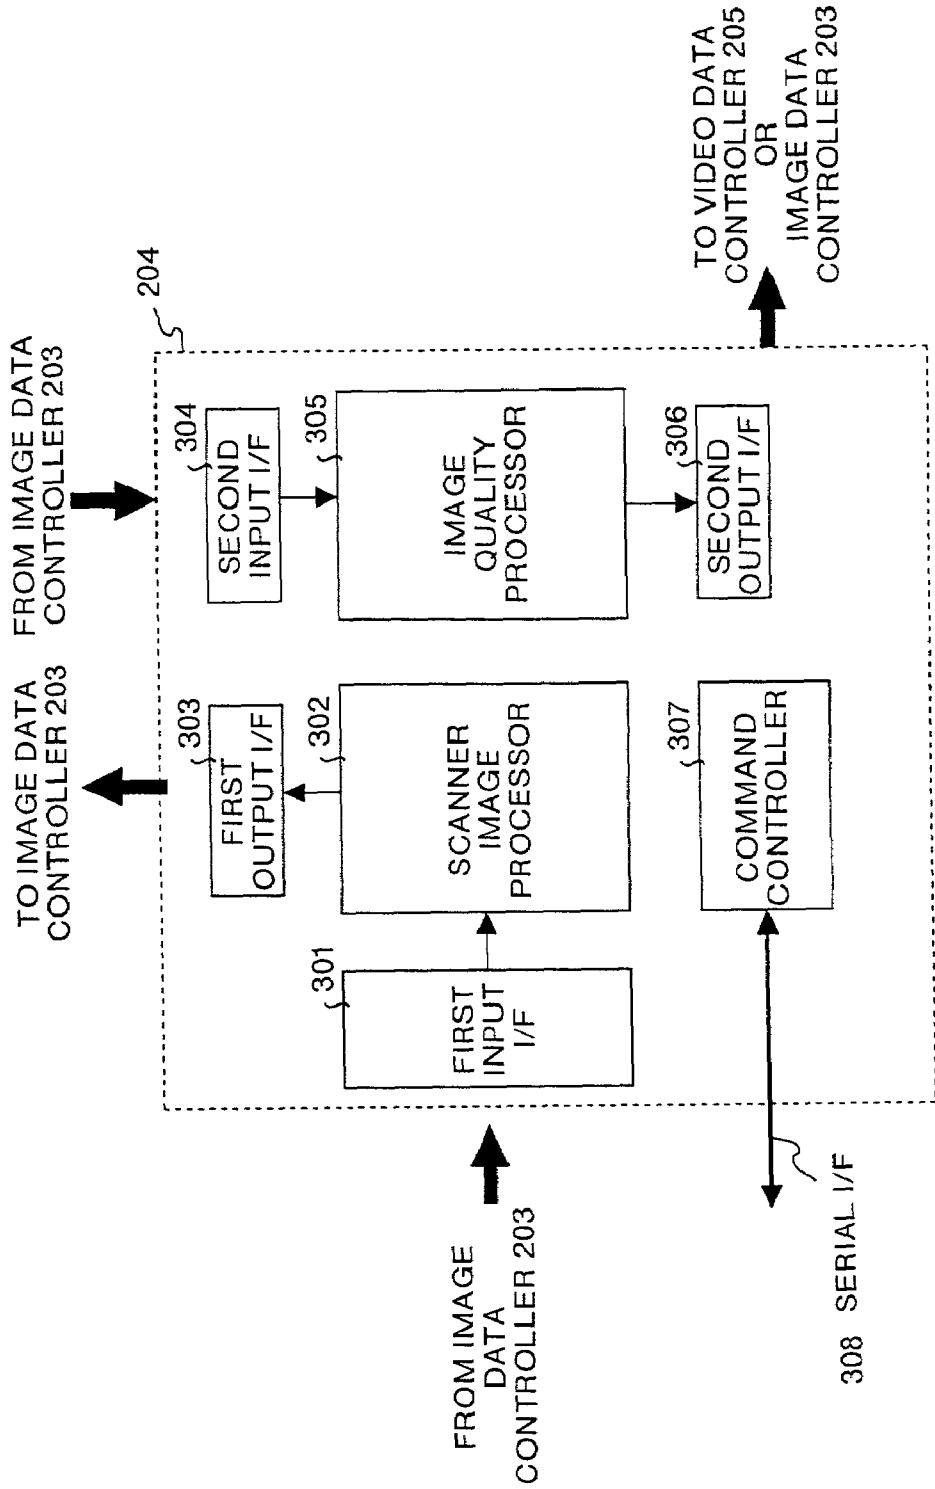 TO IMAGE DATA
CONTROLLER 203
FROM IMAGE DATA
CONTROLLER 203
204
303
FIRST
OUTPUT I/F
304
SECOND
INPUT I/F
FROM IMAGE
DATA
CONTROLLER 203
301
FIRST
INPUT
I/F
302
SCANNER
IMAGE
PROCESSOR
305
IMAGE
QUALITY
PROCESSOR
307
COMMAND
CONTROLLER
306
SECOND
OUTPUT I/F
TO VIDEO DATA
CONTROLLER 205
OR
IMAGE DATA
CONTROLLER 203
308 SERIAL I/F